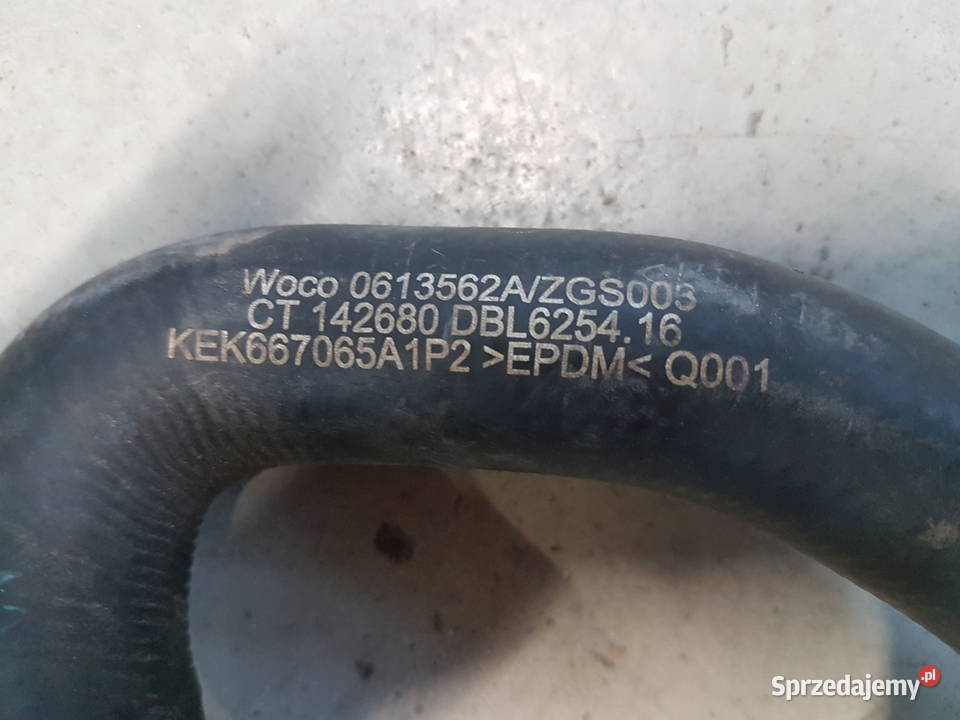 Woco 0613562A/ZGS003
CT 142680 DBL6254.16
KEK667065A1P2 >EPDM< Q001
Sprzedajemy.pl